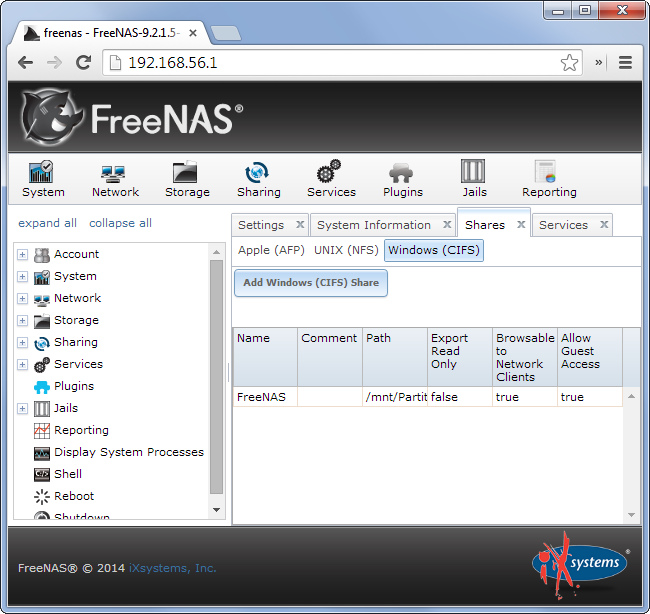 freenas - FreeNAS-9.2.1.5-
192.168.56.1
FreeNAS®
System Network Storage Sharing Services Plugins Jails Reporting
expand all collapse all
Settings System Information Shares Services
Apple (AFP) UNIX (NFS) Windows (CIFS)
Add Windows (CIFS) Share
Account
System
Network
Storage
Sharing
Services
Plugins
Jails
Reporting
Display System Processes
Shell
Reboot
Shutdown
Name Comment Path Export Read Only Browsable to Network Clients Allow Guest Access
FreeNAS /mnt/Partit false true true
FreeNAS® © 2014 iXsystems, Inc.
iXsystems®